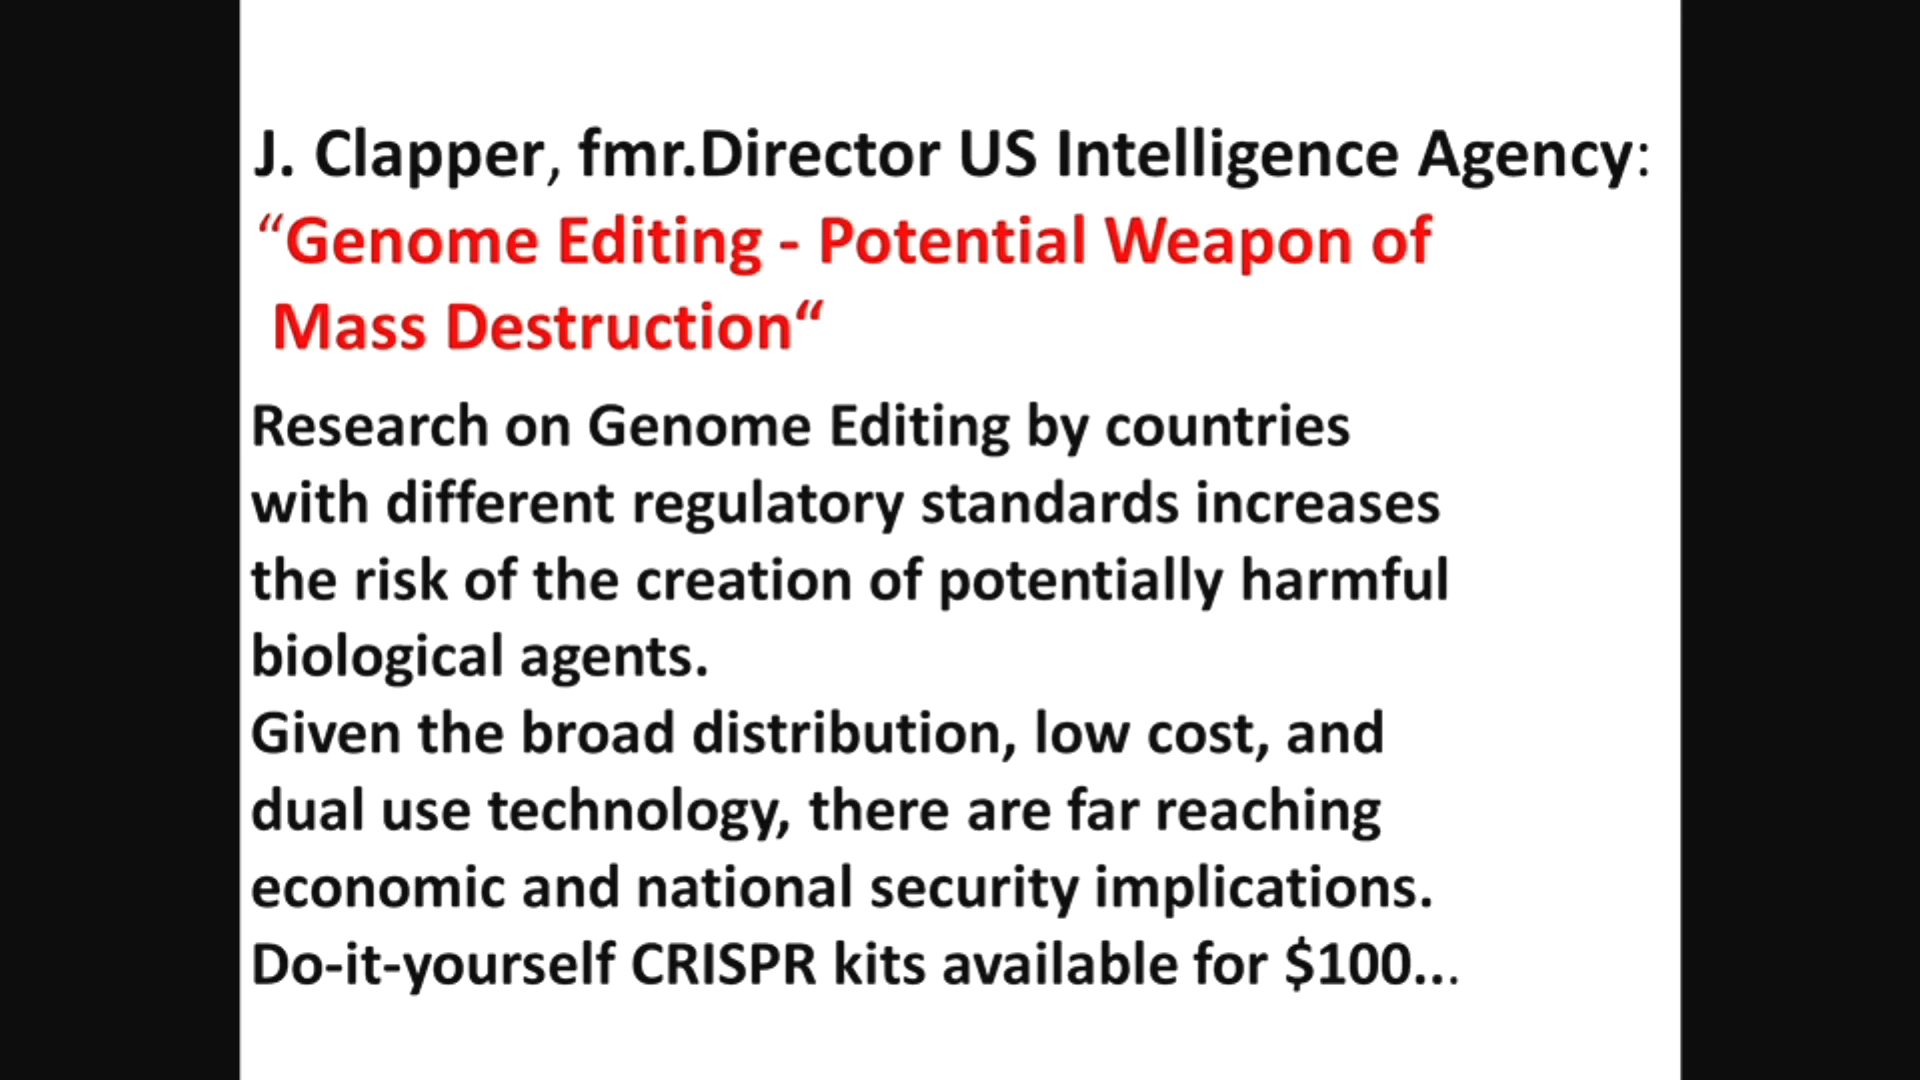 J. Clapper, fmr.Director US Intelligence Agency:
“Genome Editing - Potential Weapon of
Mass Destruction“
Research on Genome Editing by countries
with different regulatory standards increases
the risk of the creation of potentially harmful
biological agents.
Given the broad distribution, low cost, and
dual use technology, there are far reaching
economic and national security implications.
Do-it-yourself CRISPR kits available for $100...